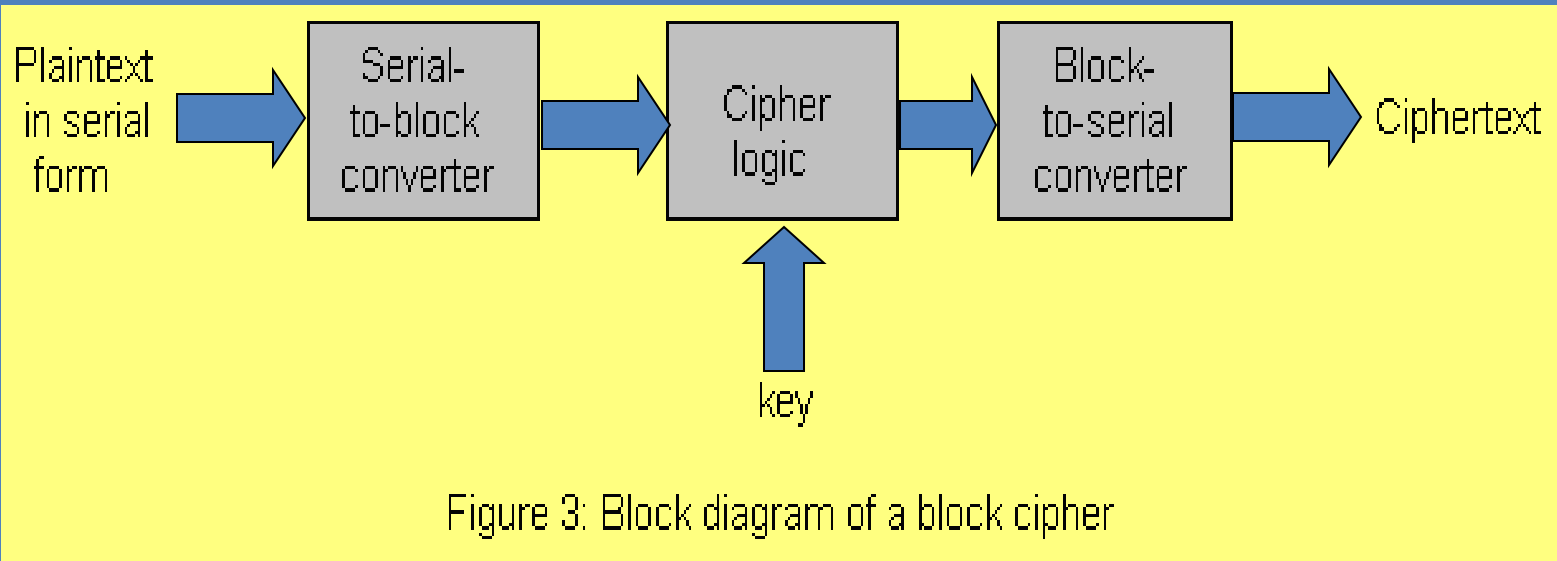 Plaintext
in serial
form
Serial-
to-block
converter
Cipher
logic
Block-
to-serial
converter
Ciphertext
key
Figure 3: Block diagram of a block cipher